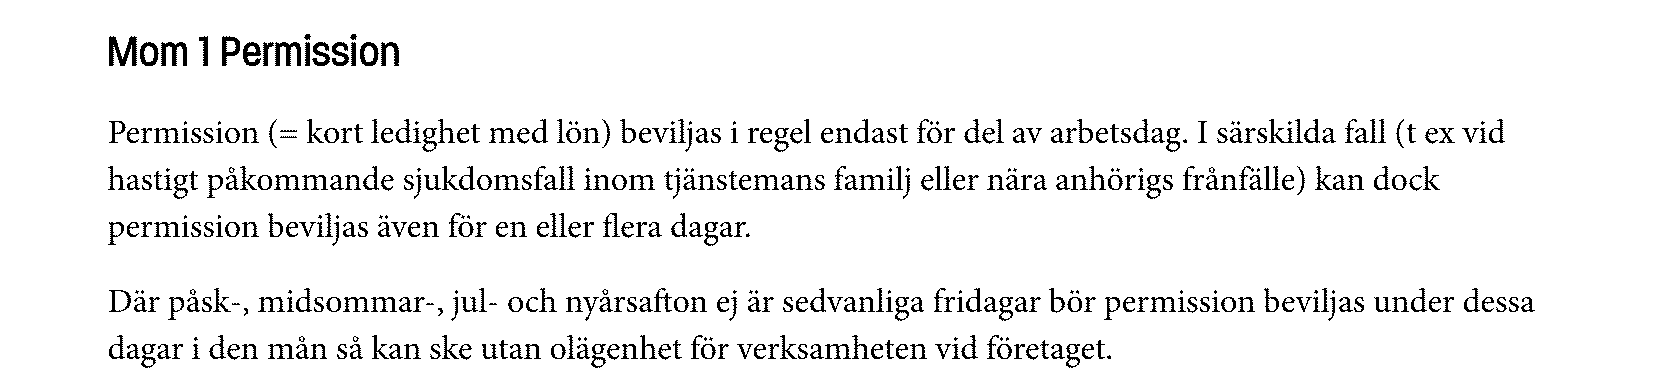 Mom 1 Permission
Permission (= kort ledighet med lön) beviljas i regel endast för del av arbetsdag. I särskilda fall (t ex vid
hastigt påkommande sjukdomsfall inom tjänstemans familj eller nära anhörigs frånfälle) kan dock
permission beviljas även för en eller flera dagar.
Där påsk-, midsommar-, jul- och nyårsafton ej är sedvanliga fridagar bör permission beviljas under dessa
dagar i den mån så kan ske utan olägenhet för verksamheten vid företaget.